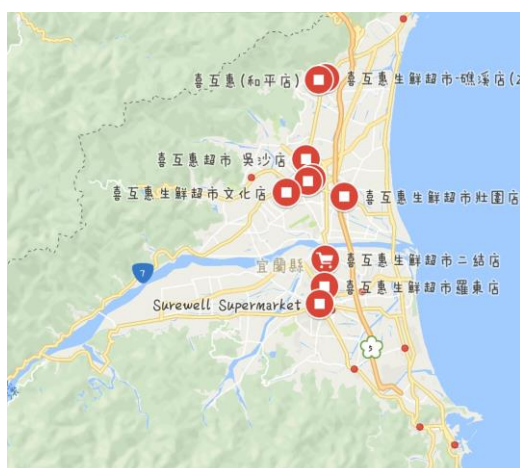 喜互惠(和平店)
喜互惠生鮮超市-礁溪店(2
喜互惠超市 吳沙店
喜互惠生鮮超市文化店
喜互惠生鮮超市壯圍店
宜蘭縣
喜互惠生鮮超市二結店
喜互惠生鮮超市羅東店
Surewell Supermarket
7
5